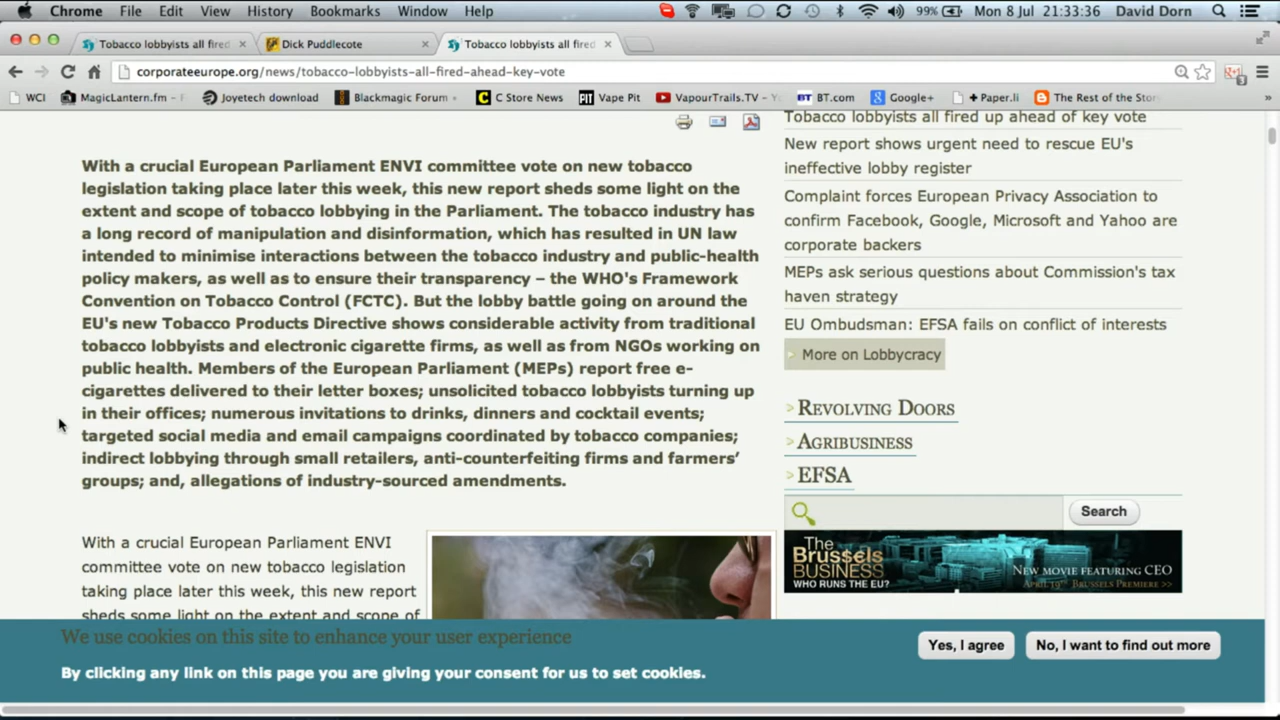 Chrome File Edit View History Bookmarks Window Help 99% Mon 8 Jul 21:33:36 David Dorn
Tobacco lobbyists all fired Dick Puddlecote Tobacco lobbyists all fired
corporateeurope.org/news/tobacco-lobbyists-all-fired-ahead-key-vote
WCI MagicLantern.fm - Joyetech download Blackmagic Forum C Store News PIT Vape Pit VapourTrails.TV - BT BT.com Google+ + Paper.li The Rest of the Stor »
With a crucial European Parliament ENVI committee vote on new tobacco
legislation taking place later this week, this new report sheds some light on the
extent and scope of tobacco lobbying in the Parliament. The tobacco industry has
a long record of manipulation and disinformation, which has resulted in UN law
intended to minimise interactions between the tobacco industry and public-health
policy makers, as well as to ensure their transparency – the WHO's Framework
Convention on Tobacco Control (FCTC). But the lobby battle going on around the
EU's new Tobacco Products Directive shows considerable activity from traditional
tobacco lobbyists and electronic cigarette firms, as well as from NGOs working on
public health. Members of the European Parliament (MEPs) report free e-
cigarettes delivered to their letter boxes; unsolicited tobacco lobbyists turning up
in their offices; numerous invitations to drinks, dinners and cocktail events;
targeted social media and email campaigns coordinated by tobacco companies;
indirect lobbying through small retailers, anti-counterfeiting firms and farmers’
groups; and, allegations of industry-sourced amendments.
With a crucial European Parliament ENVI
committee vote on new tobacco legislation
taking place later this week, this new report
sheds some light on the extent and scope of
Tobacco lobbyists all fired up ahead of key vote
New report shows urgent need to rescue EU's
ineffective lobby register
Complaint forces European Privacy Association to
confirm Facebook, Google, Microsoft and Yahoo are
corporate backers
MEPs ask serious questions about Commission's tax
haven strategy
EU Ombudsman: EFSA fails on conflict of interests
More on Lobbycracy
Revolving Doors
Agribusiness
EFSA
Search
The
Brussels
BUSINESS
WHO RUNS THE EU?
NEW MOVIE FEATURING CEO
APRIL 19TH BRUSSELS PREMIERE >>
We use cookies on this site to enhance your user experience
By clicking any link on this page you are giving your consent for us to set cookies.
Yes, I agree
No, I want to find out more